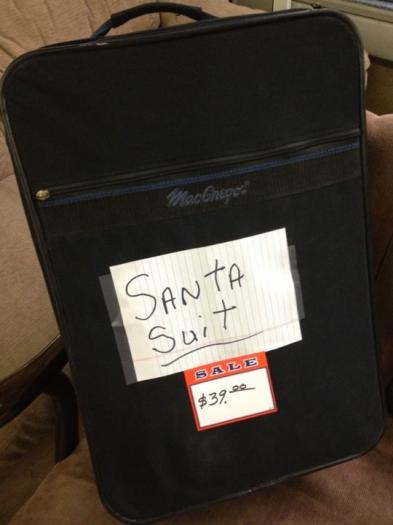 MacGregor
SANtA
Suit
SALE
$39.00